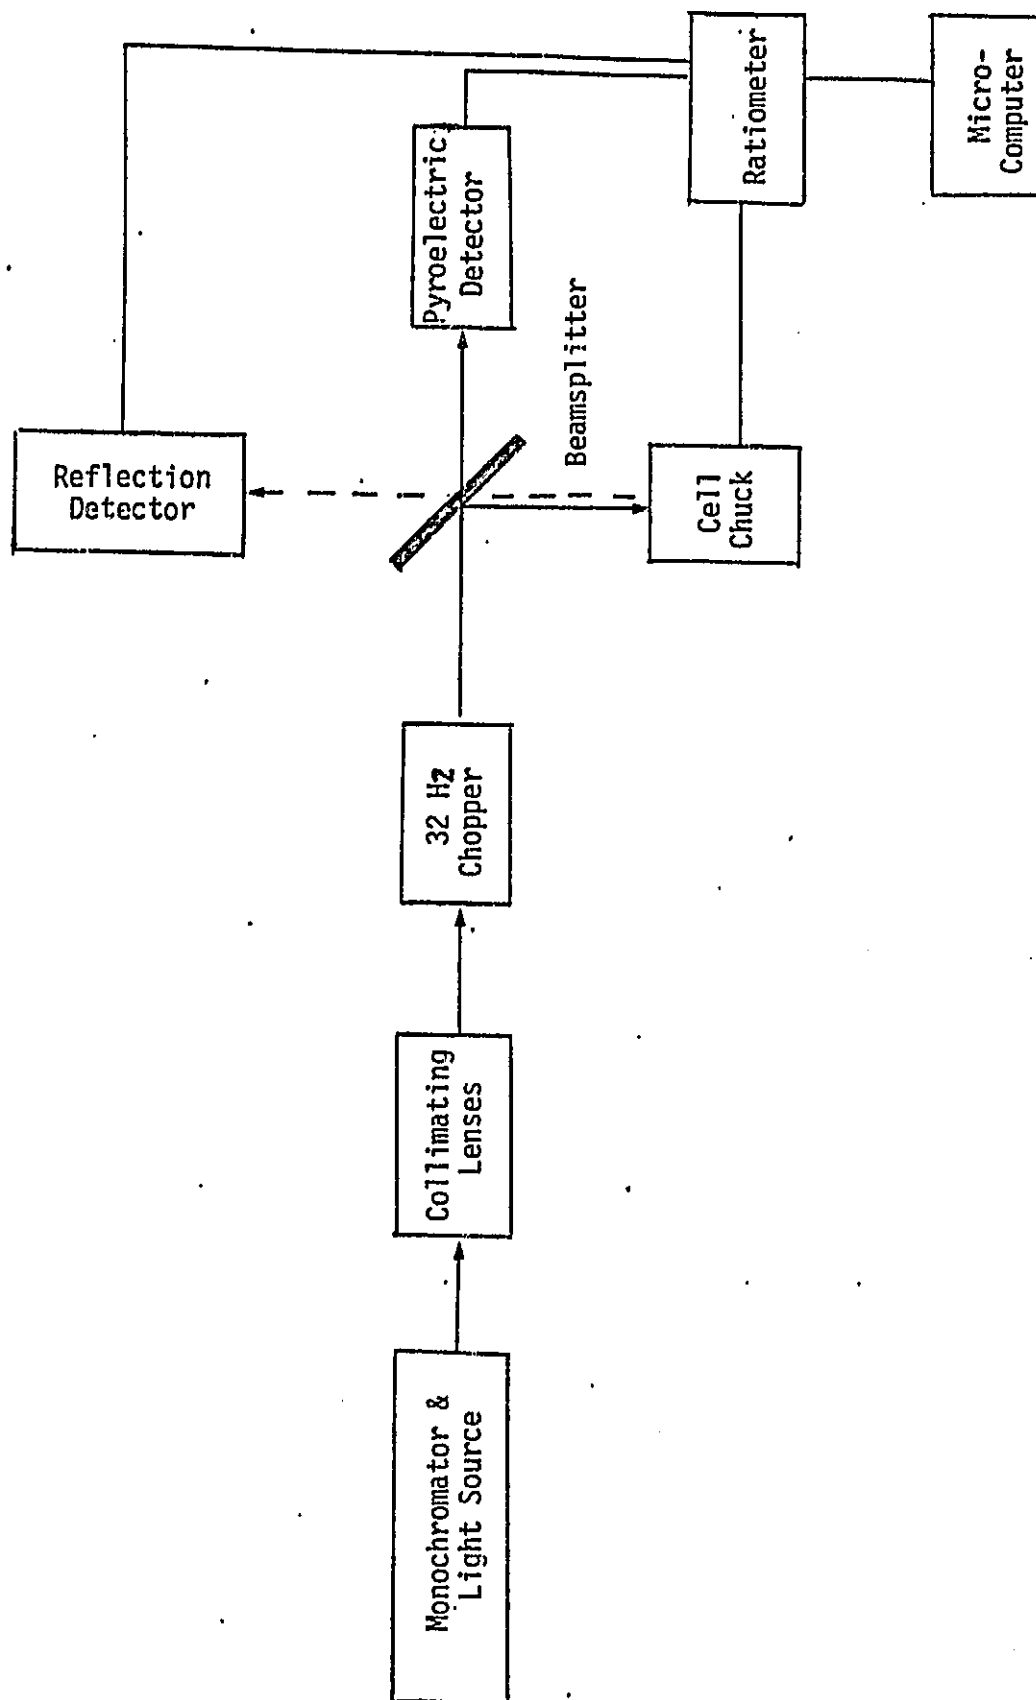 Monochromator &
Light Source
Collimating
Lenses
32 Hz
Chopper
Beamsplitter
Reflection
Detector
Pyroelectric
Detector
Cell
Chuck
Ratiometer
Micro-
Computer